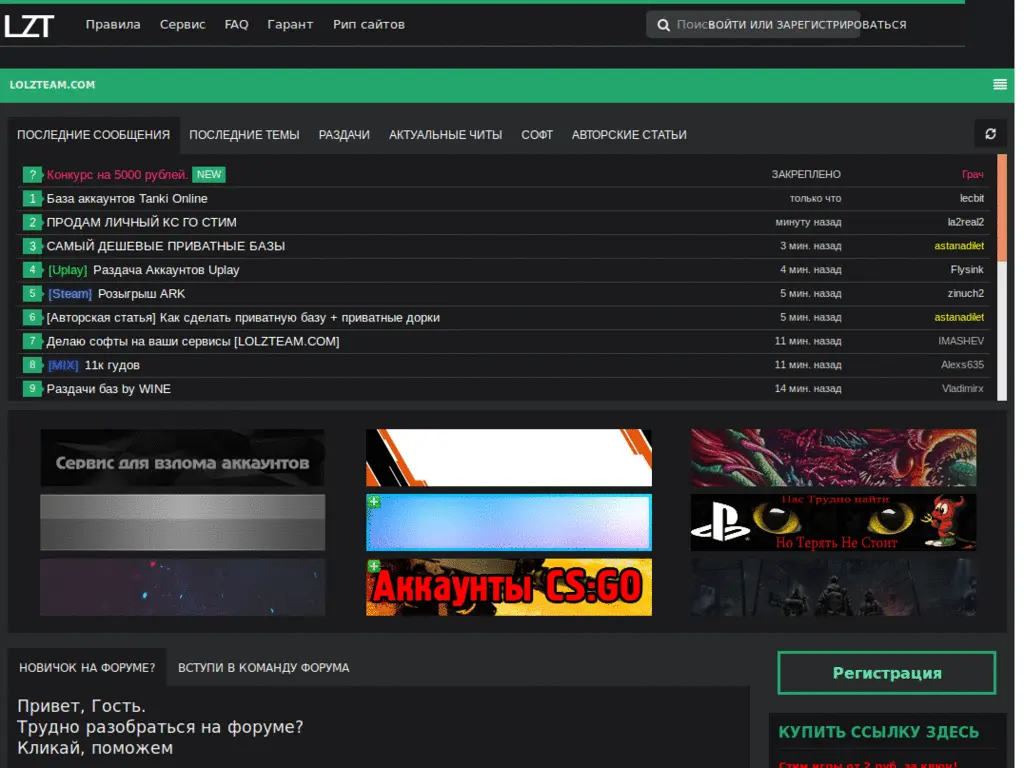 LZT
Правила Сервис FAQ Гарант Рип сайтов
Поис ВОЙТИ ИЛИ ЗАРЕГИСТРИРОВАТЬСЯ
LOLZTEAM.COM
ПОСЛЕДНИЕ СООБЩЕНИЯ ПОСЛЕДНИЕ ТЕМЫ РАЗДАЧИ АКТУАЛЬНЫЕ ЧИТЫ СОФТ АВТОРСКИЕ СТАТЬИ
? Конкурс на 5000 рублей. NEW ЗАКРЕПЛЕНО Грач
1 База аккаунтов Tanki Online только что lecbit
2 ПРОДАМ ЛИЧНЫЙ КС ГО СТИМ минуту назад la2real2
3 САМЫЙ ДЕШЕВЫЕ ПРИВАТНЫЕ БАЗЫ 3 мин. назад astanadilet
4 [Uplay] Раздача Аккаунтов Uplay 4 мин. назад Flysink
5 [Steam] Розыгрыш ARK 5 мин. назад zinuch2
6 [Авторская статья] Как сделать приватную базу + приватные дорки 5 мин. назад astanadilet
7 Делаю софты на ваши сервисы [LOLZTEAM.COM] 11 мин. назад IMASHEV
8 [MIX] 11к гудов 11 мин. назад Alexs635
9 Раздачи баз by WINE 14 мин. назад Vladimirx
Сервис для взлома аккаунтов
Нас Трудно найти
Но Терять Не Стоит
Аккаунты CS:GO
НОВИЧОК НА ФОРУМЕ? ВСТУПИ В КОМАНДУ ФОРУМА
Регистрация
Привет, Гость.
Трудно разобраться на форуме?
Кликай, поможем
КУПИТЬ ССЫЛКУ ЗДЕСЬ
Стим игры от 2 руб. за ключ!